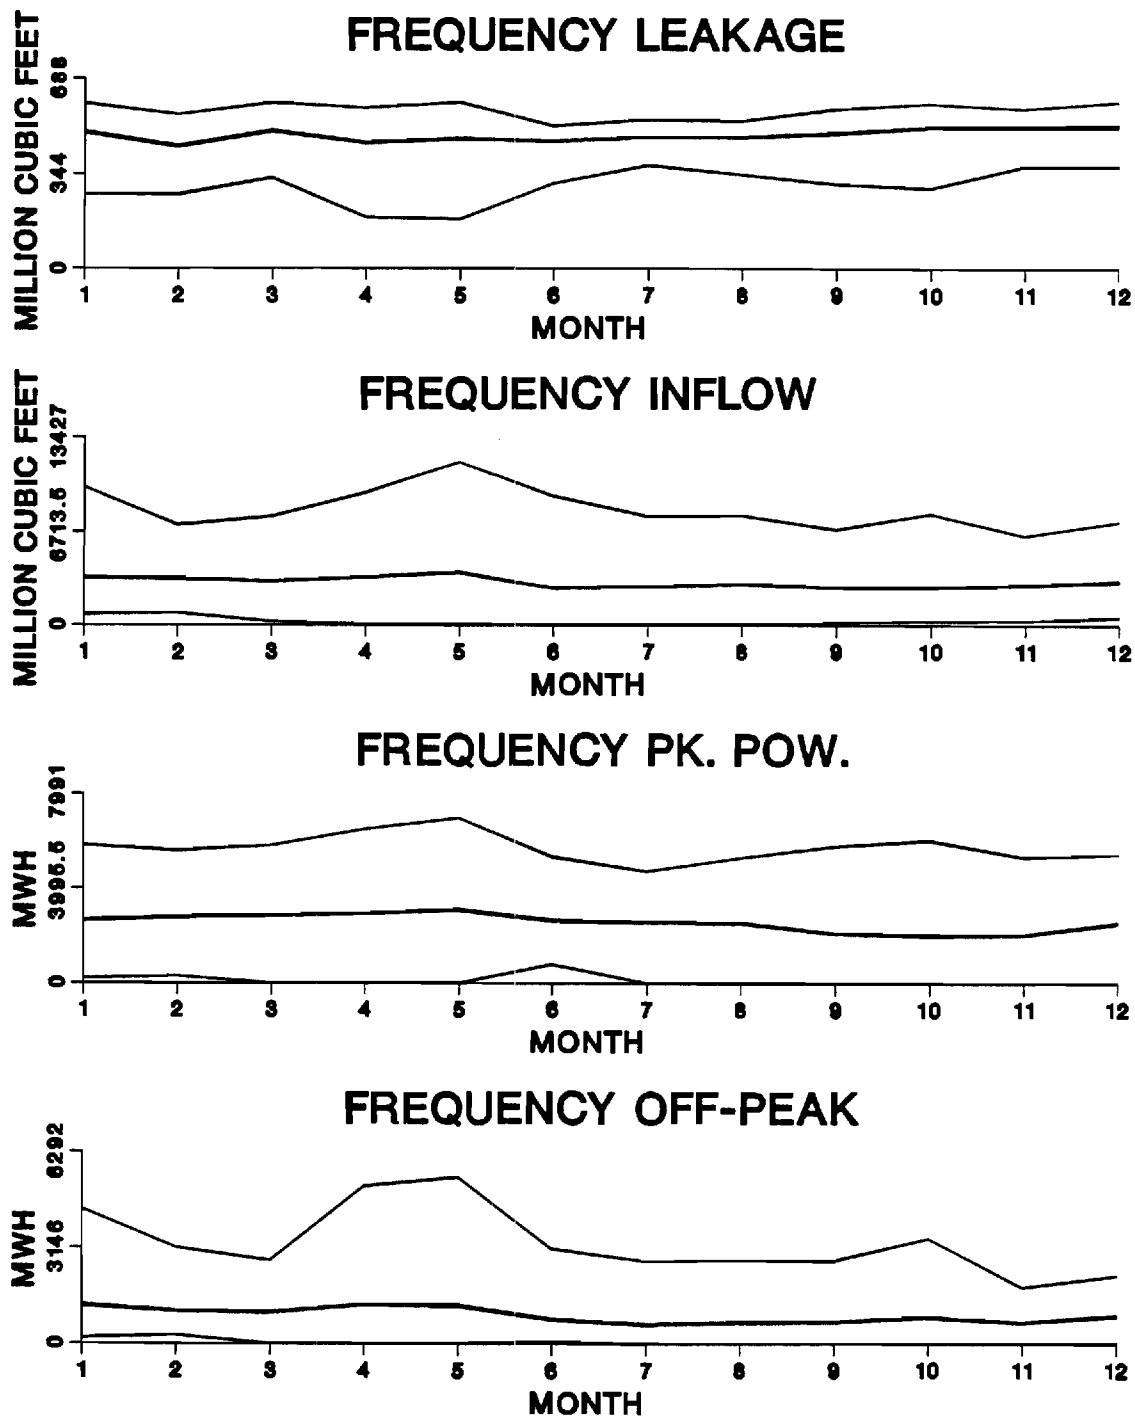 FREQUENCY LEAKAGE
MILLION CUBIC FEET
688
344
0
1 2 3 4 5 6 7 8 9 10 11 12
MONTH
FREQUENCY INFLOW
MILLION CUBIC FEET
13427
6713.5
0
1 2 3 4 5 6 7 8 9 10 11 12
MONTH
FREQUENCY PK. POW.
MWH
7991
3995.5
0
1 2 3 4 5 6 7 8 9 10 11 12
MONTH
FREQUENCY OFF-PEAK
MWH
6292
3146
0
1 2 3 4 5 6 7 8 9 10 11 12
MONTH